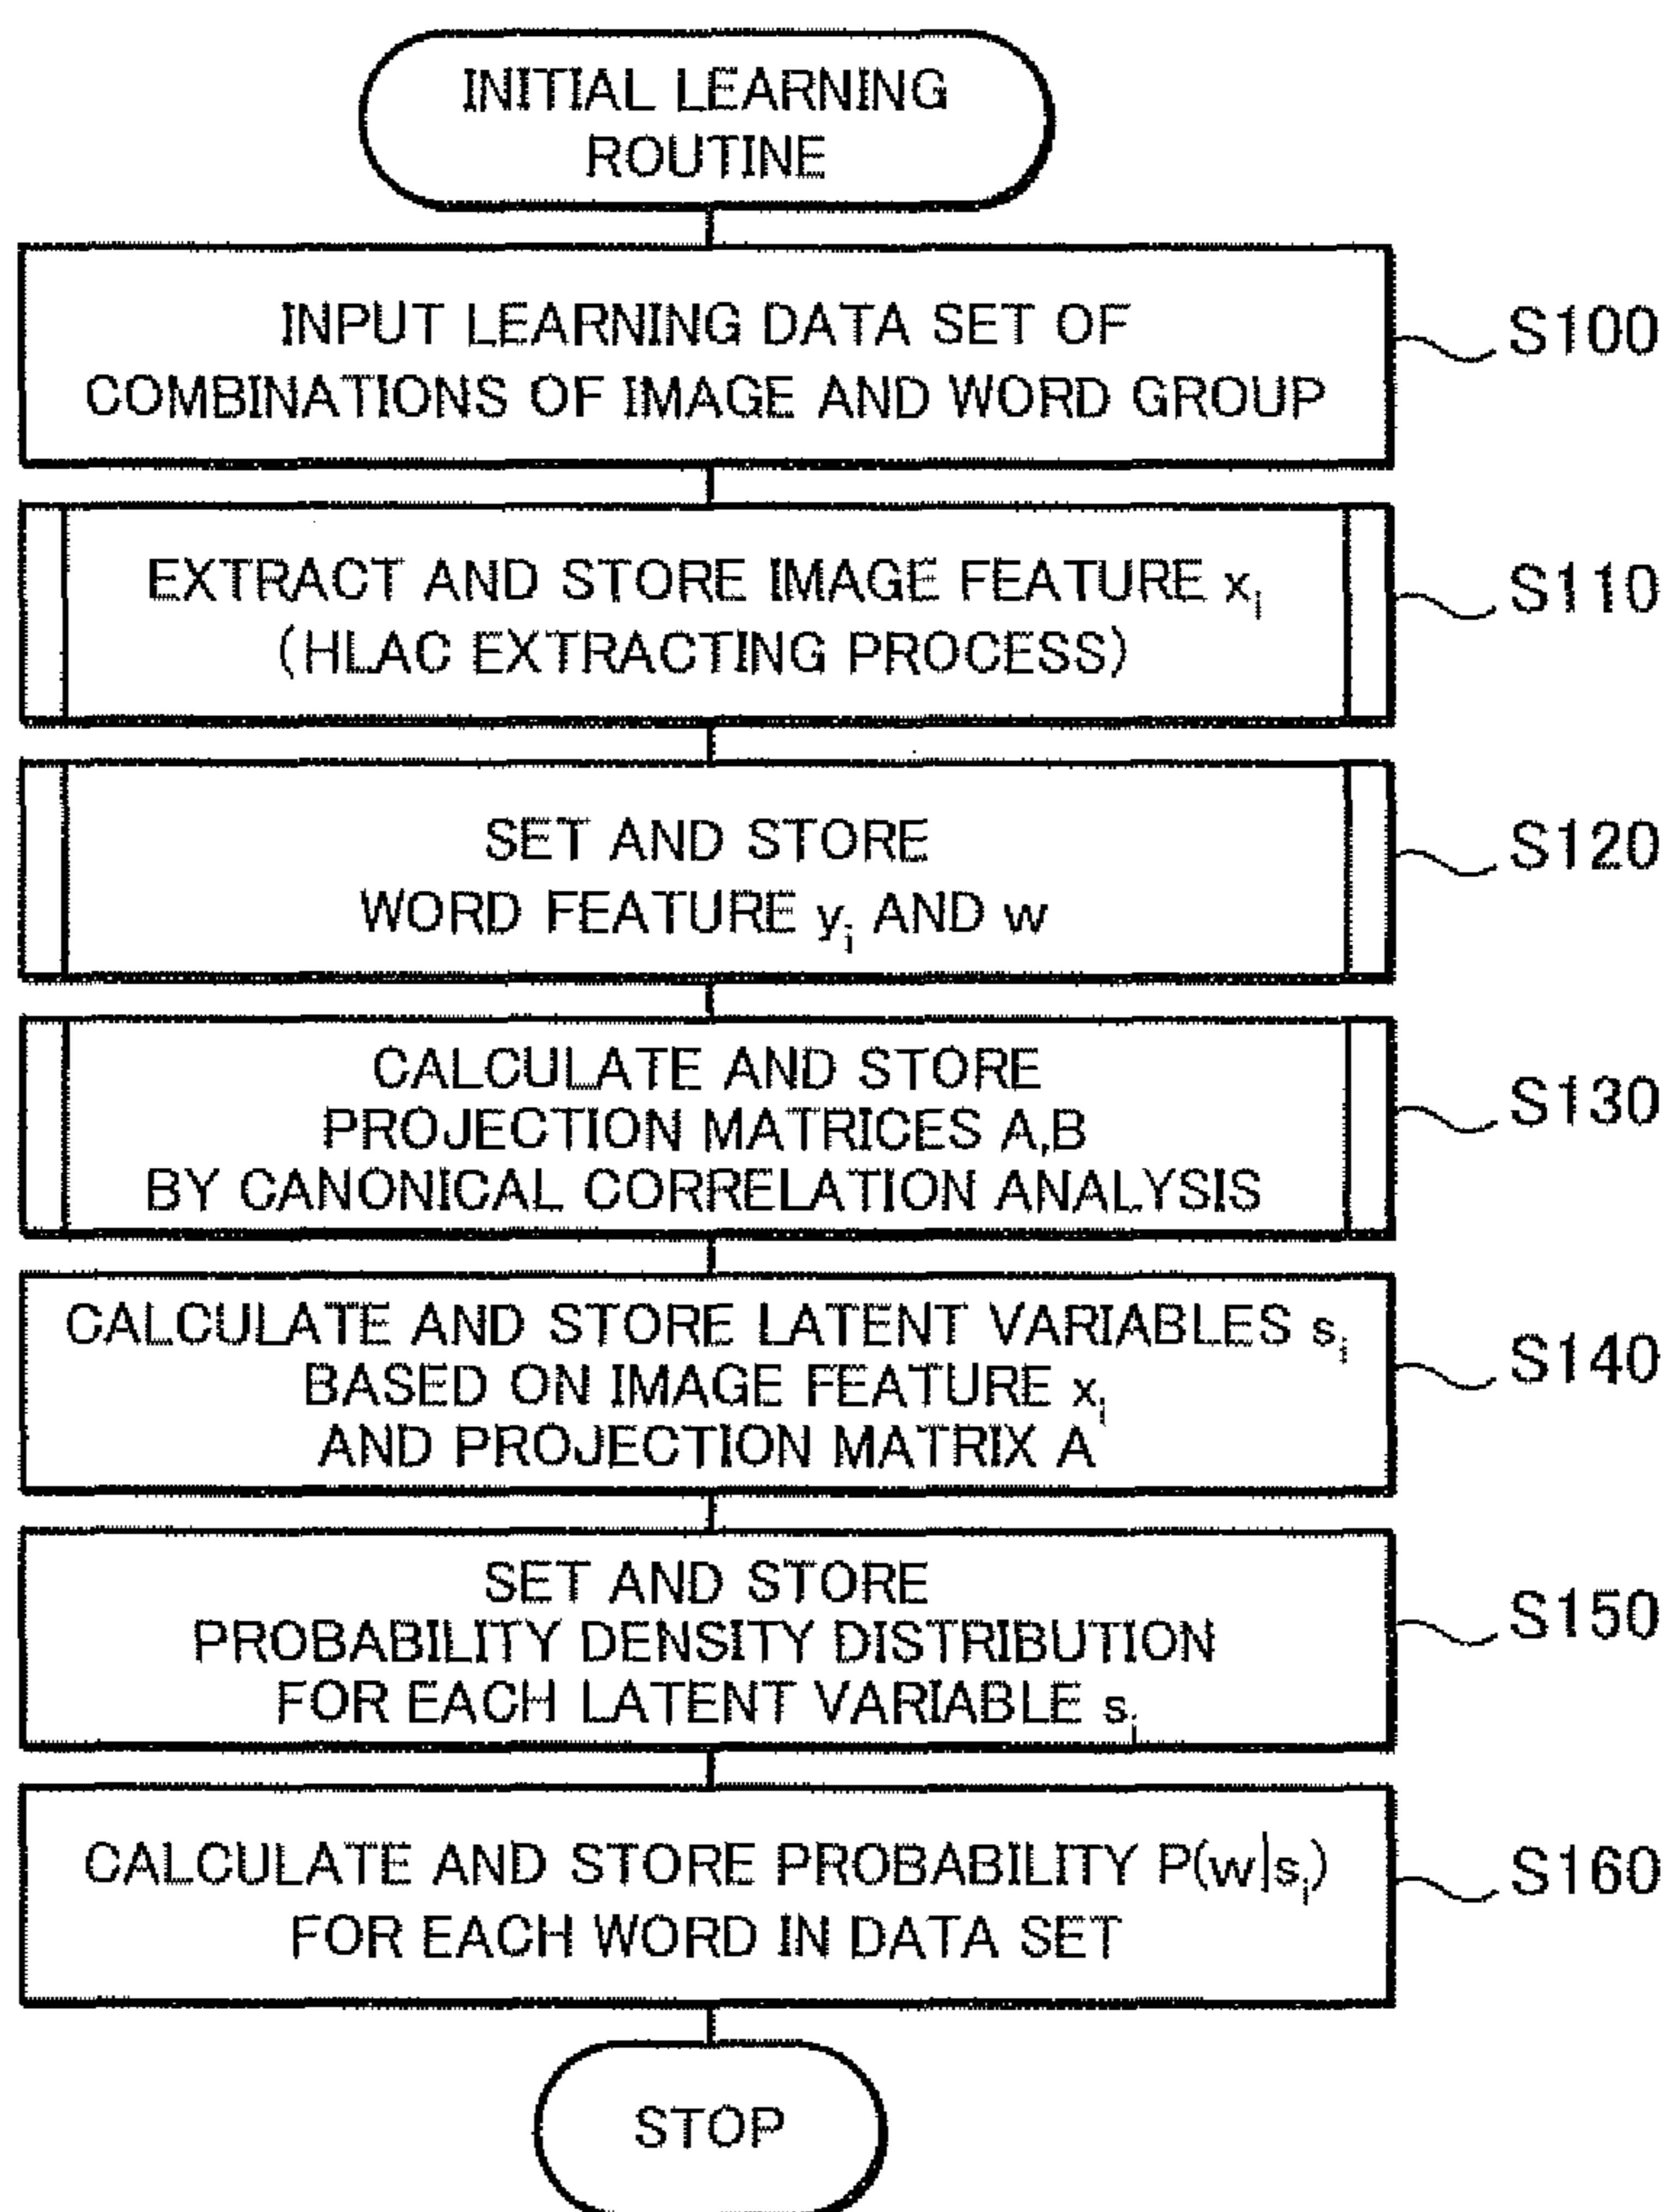 INITIAL LEARNING
ROUTINE
INPUT LEARNING DATA SET OF
COMBINATIONS OF IMAGE AND WORD GROUP
S100
EXTRACT AND STORE IMAGE FEATURE xi
(HLAC EXTRACTING PROCESS)
S110
SET AND STORE
WORD FEATURE yi AND w
S120
CALCULATE AND STORE
PROJECTION MATRICES A,B
BY CANONICAL CORRELATION ANALYSIS
S130
CALCULATE AND STORE LATENT VARIABLES si
BASED ON IMAGE FEATURE xi
AND PROJECTION MATRIX A
S140
SET AND STORE
PROBABILITY DENSITY DISTRIBUTION
FOR EACH LATENT VARIABLE si
S150
CALCULATE AND STORE PROBABILITY P(w|si)
FOR EACH WORD IN DATA SET
S160
STOP